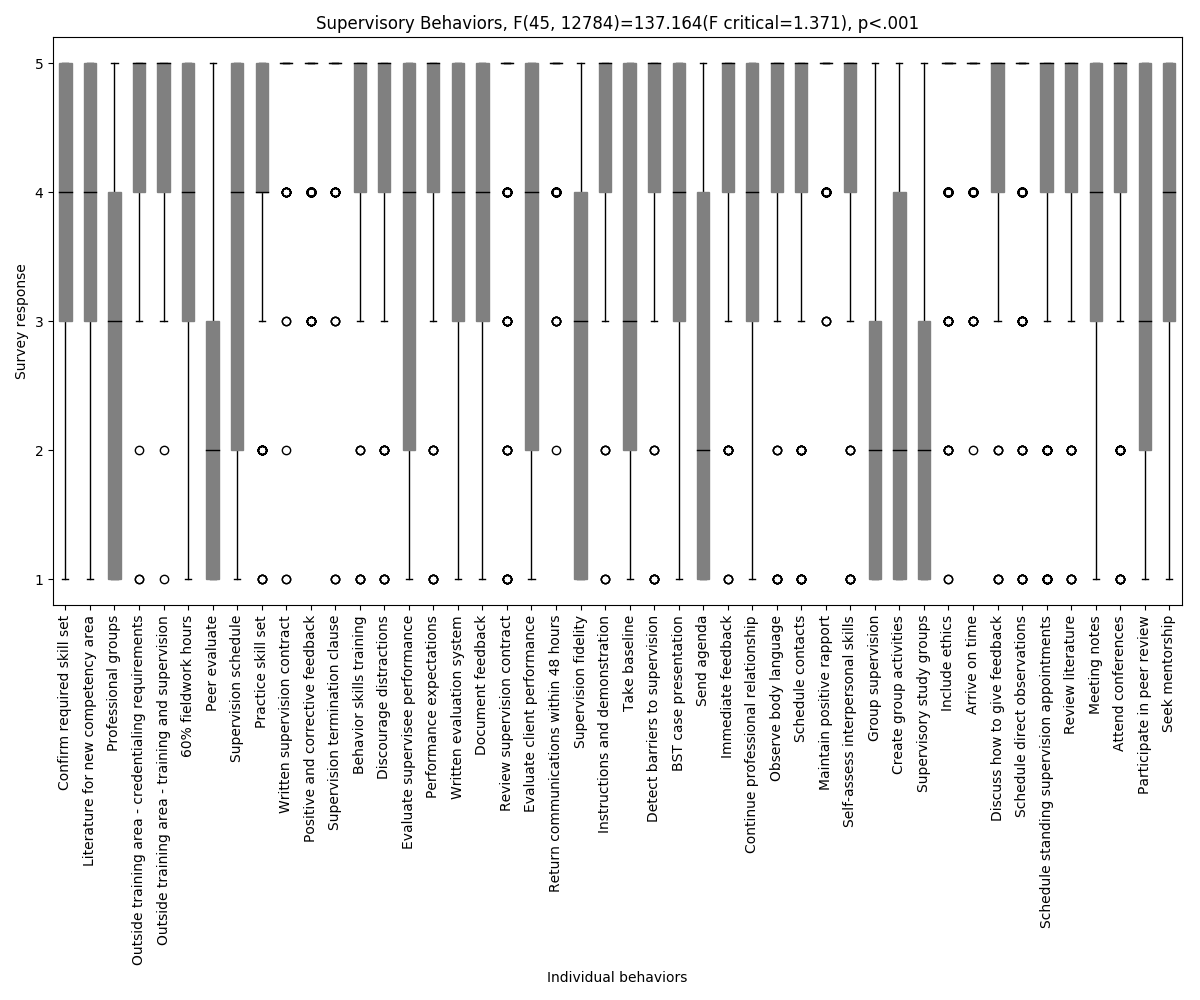 Supervisory Behaviors, F(45, 12784)=137.164(F critical=1.371), p<.001
Survey response
5
4
3
2
1
Confirm required skill set
Literature for new competency area
Professional groups
Outside training area - credentialing requirements
Outside training area - training and supervision
60% fieldwork hours
Peer evaluate
Supervision schedule
Practice skill set
Written supervision contract
Positive and corrective feedback
Supervision termination clause
Behavior skills training
Discourage distractions
Evaluate supervisee performance
Performance expectations
Written evaluation system
Document feedback
Review supervision contract
Evaluate client performance
Return communications within 48 hours
Supervision fidelity
Instructions and demonstration
Take baseline
Detect barriers to supervision
BST case presentation
Send agenda
Immediate feedback
Continue professional relationship
Observe body language
Schedule contacts
Maintain positive rapport
Self-assess interpersonal skills
Group supervision
Create group activities
Supervisory study groups
Include ethics
Arrive on time
Discuss how to give feedback
Schedule direct observations
Schedule standing supervision appointments
Review literature
Meeting notes
Attend conferences
Participate in peer review
Seek mentorship
Individual behaviors